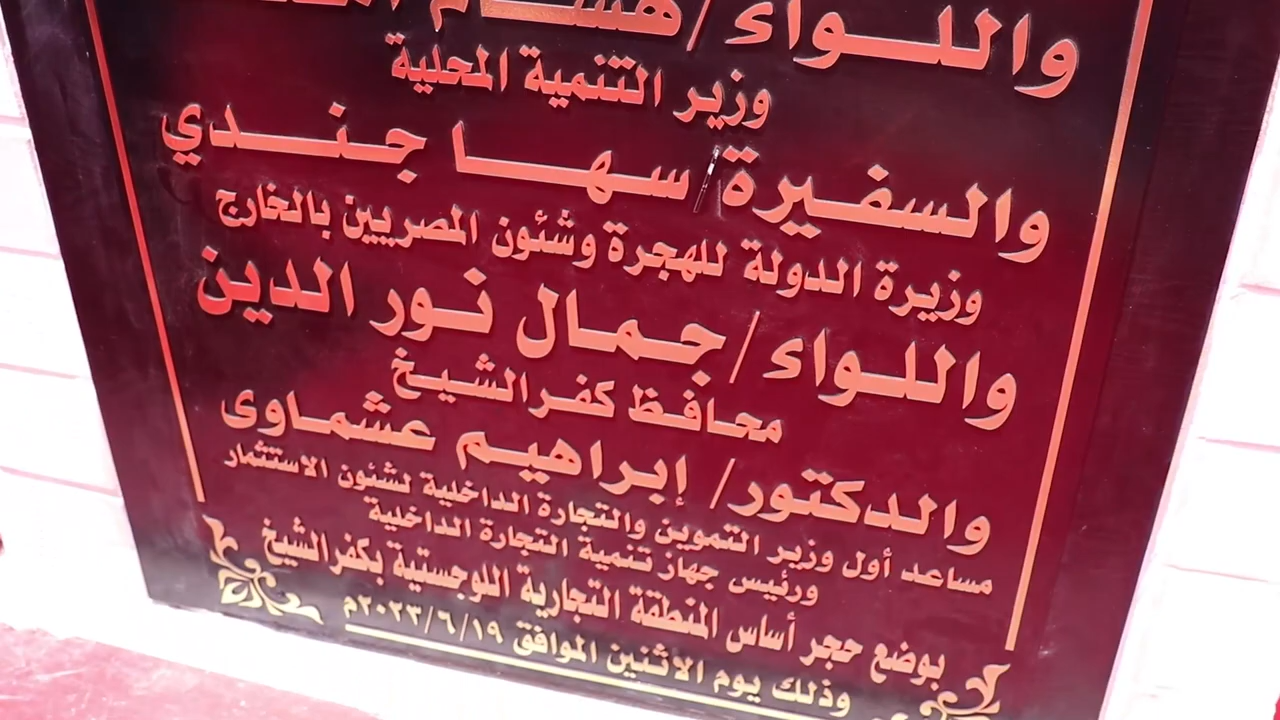 واللواء/هشام
وزير التنمية المحلية
والسفيرة/سها جندي
وزيرة الدولة للهجرة وشئون المصريين بالخارج
واللواء/جمال نور الدين
محافظ كفرالشيخ
والدكتور/ إبراهيم عشماوى
مساعد أول وزير التموين والتجارة الداخلية لشئون الاستثمار
ورئيس جهاز تنمية التجارة الداخلية
بوضع حجر أساس المنطقة التجارية اللوجستية بكفرالشيخ
وذلك يوم الاثنين الموافق ٢٠٢٣/٦/١٩م